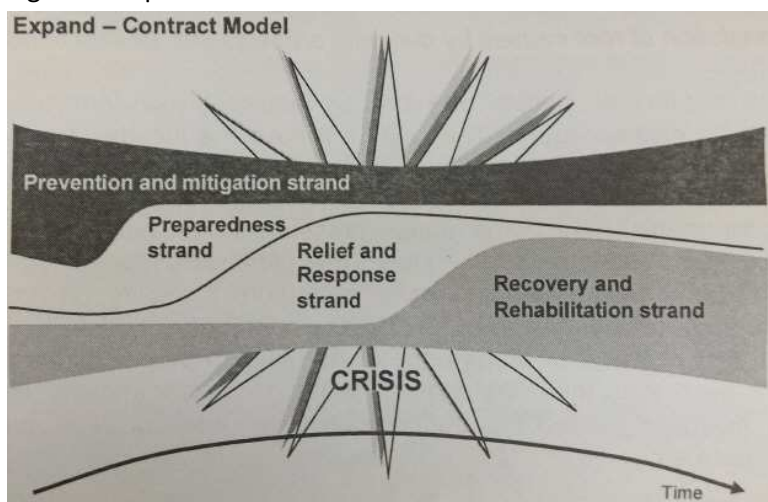 Expand – Contract Model
Prevention and mitigation strand
Preparedness
strand
Relief and
Response
strand
Recovery and
Rehabilitation strand
CRISIS
Time